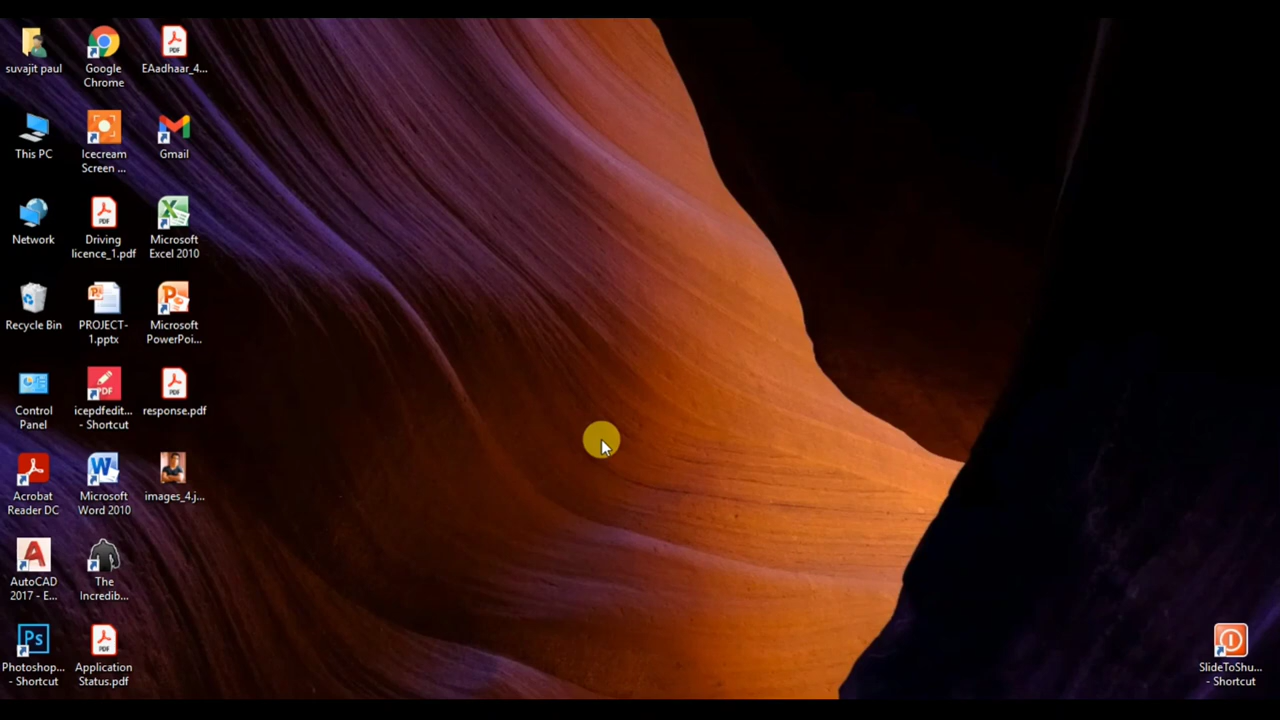 suvajit paul
Google
Chrome
EAadhaar_4...
This PC
Icecream
Screen ...
Gmail
Network
Driving
licence_1.pdf
Microsoft
Excel 2010
Recycle Bin
PROJECT-
1.pptx
Microsoft
PowerPoi...
Control
Panel
icepdfedit...
- Shortcut
response.pdf
Acrobat
Reader DC
Microsoft
Word 2010
images_4.j...
AutoCAD
2017 - E...
The
Incredib...
Photoshop...
- Shortcut
Application
Status.pdf
SlideToShu...
- Shortcut